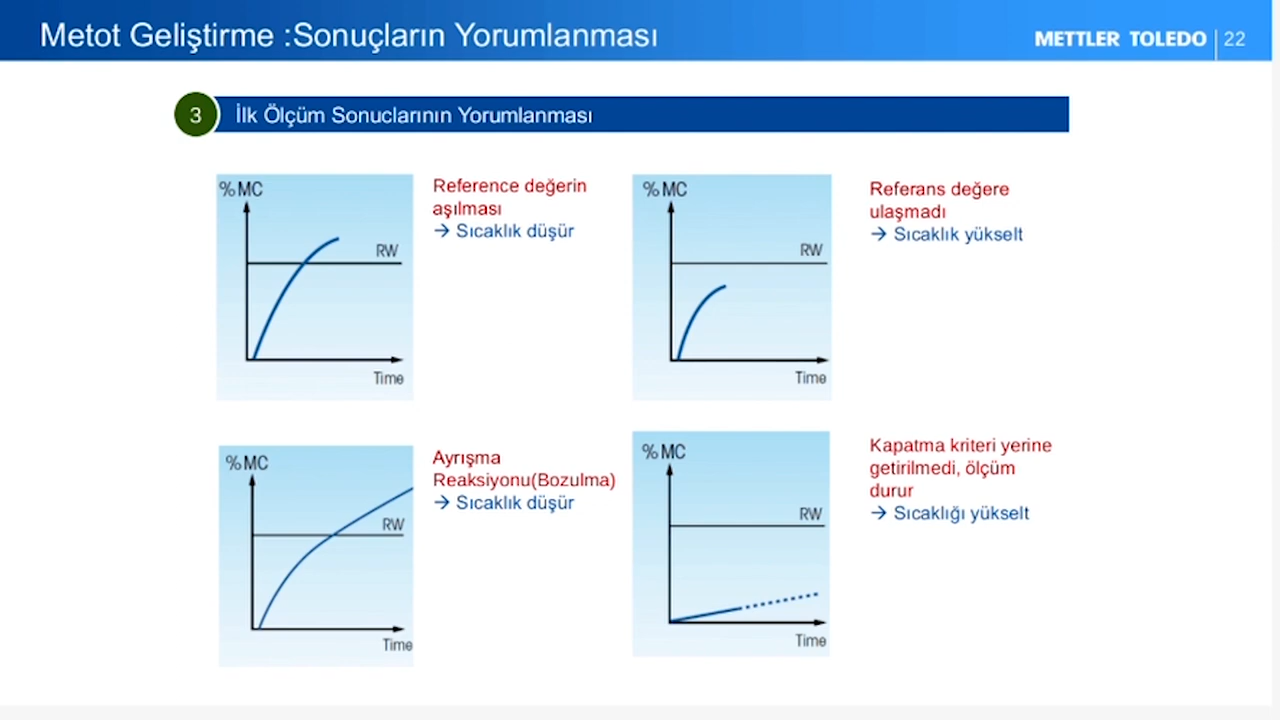 Metot Geliştirme :Sonuçların Yorumlanması
METTLER TOLEDO 22
3 İlk Ölçüm Sonuclarının Yorumlanması
%MC
RW
Time
Reference değerin
aşılması
→ Sıcaklık düşür
%MC
RW
Time
Referans değere
ulaşmadı
→ Sıcaklık yükselt
%MC
RW
Time
Ayrışma
Reaksiyonu(Bozulma)
→ Sıcaklık düşür
%MC
RW
Time
Kapatma kriteri yerine
getirilmedi, ölçüm
durur
→ Sıcaklığı yükselt